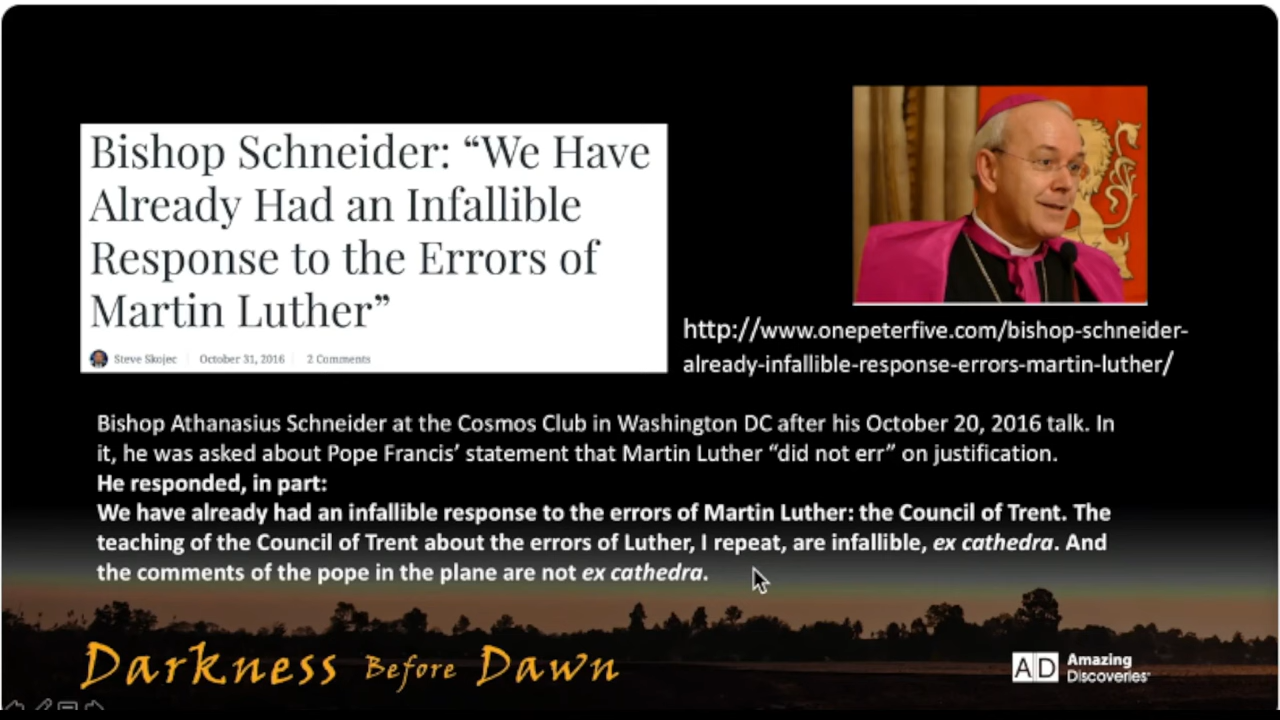 Bishop Schneider: “We Have
Already Had an Infallible
Response to the Errors of
Martin Luther”
Steve Skojec October 31, 2016 2 Comments
http://www.onepeterfive.com/bishop-schneider-
already-infallible-response-errors-martin-luther/
Bishop Athanasius Schneider at the Cosmos Club in Washington DC after his October 20, 2016 talk. In
it, he was asked about Pope Francis’ statement that Martin Luther “did not err” on justification.
He responded, in part:
We have already had an infallible response to the errors of Martin Luther: the Council of Trent. The
teaching of the Council of Trent about the errors of Luther, I repeat, are infallible, ex cathedra. And
the comments of the pope in the plane are not ex cathedra.
Darkness Before Dawn
AD Amazing
Discoveries